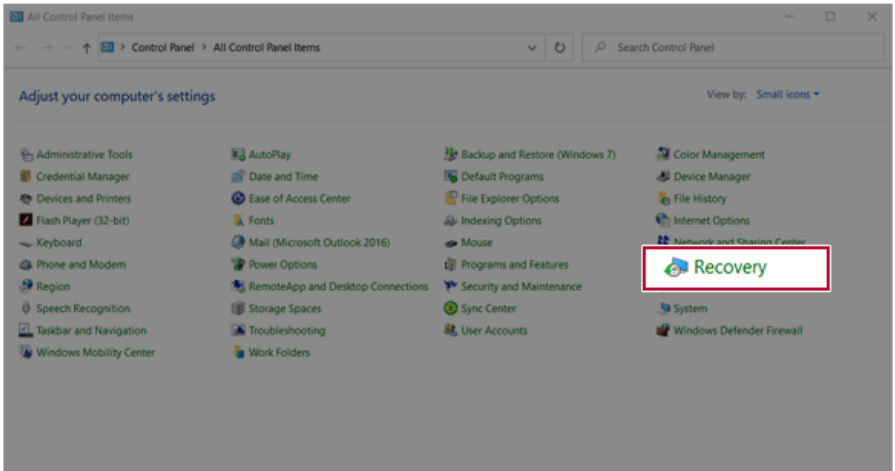 All Control Panel Items
Control Panel > All Control Panel Items
Search Control Panel
Adjust your computer's settings
View by: Small icons
Administrative Tools
AutoPlay
Backup and Restore (Windows 7)
Color Management
Credential Manager
Date and Time
Default Programs
Device Manager
Devices and Printers
Ease of Access Center
File Explorer Options
File History
Flash Player (32-bit)
Fonts
Indexing Options
Internet Options
Keyboard
Mail (Microsoft Outlook 2016)
Mouse
Network and Sharing Center
Phone and Modem
Power Options
Programs and Features
Recovery
Region
RemoteApp and Desktop Connections
Security and Maintenance
Speech Recognition
Storage Spaces
Sync Center
System
Taskbar and Navigation
Troubleshooting
User Accounts
Windows Defender Firewall
Windows Mobility Center
Work Folders